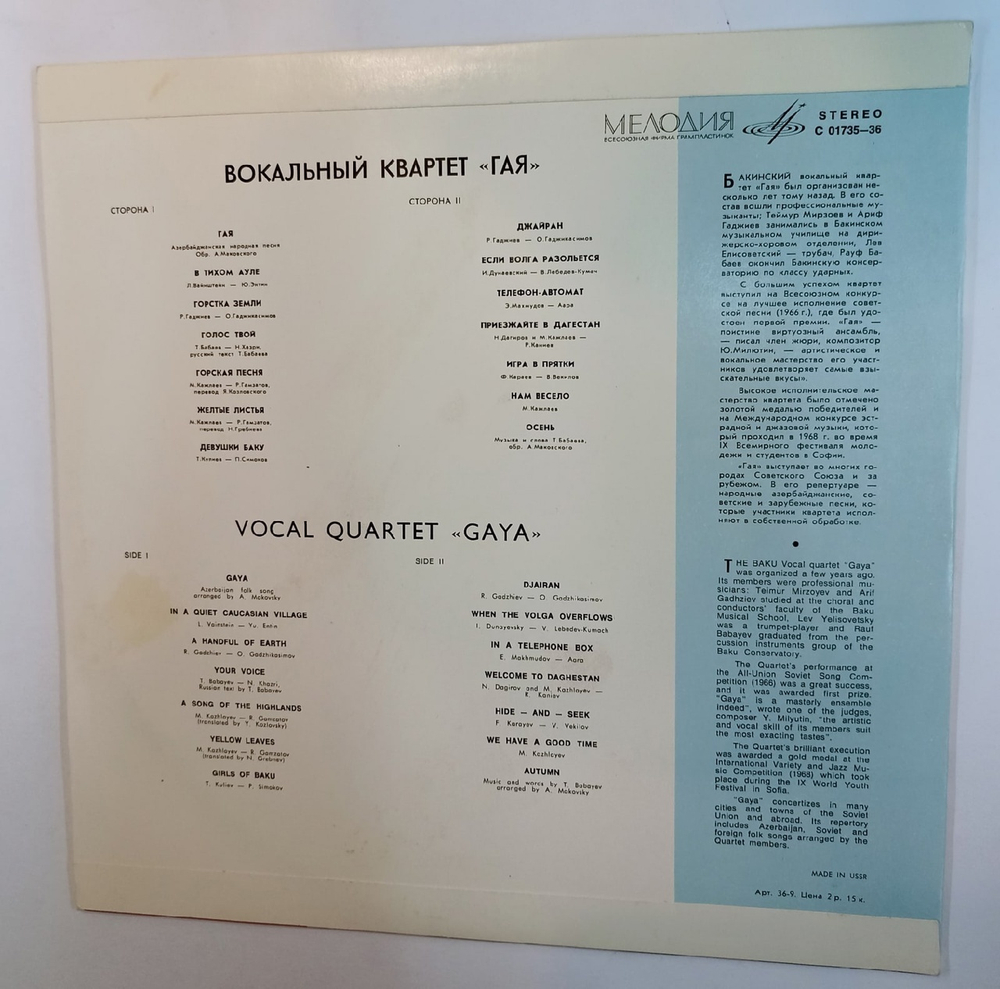 МЕЛОДИЯ
ВСЕСОЮЗНАЯ ФИРМА ГРАМПЛАСТИНОК
STEREO
С 01735—36
ВОКАЛЬНЫЙ КВАРТЕТ «ГАЯ»
СТОРОНА I
ГАЯ
Азербайджанская народная песня
Обр. А.Маковского
В ТИХОМ АУЛЕ
Л.Вайнштейн — Ю.Энтин
ГОРСТКА ЗЕМЛИ
Р.Гаджиев — О.Гаджикасимов
ГОЛОС ТВОЙ
Т.Бабаев — Н.Хазри,
русский текст Т.Бабаева
ГОРСКАЯ ПЕСНЯ
М.Кажлаев — Р.Гамзатов,
перевод Я.Козловского
ЖЕЛТЫЕ ЛИСТЬЯ
М.Кажлаев — Р.Гамзатов,
перевод Н.Гребнева
ДЕВУШКИ БАКУ
Т.Кулиев — П.Симаков
СТОРОНА II
ДЖАЙРАН
Р.Гаджиев — О.Гаджикасимов
ЕСЛИ ВОЛГА РАЗОЛЬЕТСЯ
И.Дунаевский — В.Лебедев-Кумач
ТЕЛЕФОН-АВТОМАТ
Э.Махмудов — Аара
ПРИЕЗЖАЙТЕ В ДАГЕСТАН
Н.Дагиров и М.Кажлаев —
Р.Каниев
ИГРА В ПРЯТКИ
Ф.Караев — В.Векилов
НАМ ВЕСЕЛО
М.Кажлаев
ОСЕНЬ
Музыка и слова Т.Бабаева,
обр. А.Маковского
VOCAL QUARTET «GAYA»
SIDE I
GAYA
Azerbaijan folk song
arranged by A. Makovsky
IN A QUIET CAUCASIAN VILLAGE
L. Vainstein — Yu. Entin
A HANDFUL OF EARTH
R. Gadzhiev — O. Gadzhikasimov
YOUR VOICE
T. Babayev — N. Khazri,
Russian text by T. Babayev
A SONG OF THE HIGHLANDS
M. Kazhlayev — R. Gamzatov
(translated by Y. Kozlovsky)
YELLOW LEAVES
M. Kazhlayev — R. Gamzatov
(translated by N. Grebnev)
GIRLS OF BAKU
T. Kuliev — P. Simakov
SIDE II
DJAIRAN
R. Gadzhiev — O. Gadzhikasimov
WHEN THE VOLGA OVERFLOWS
I. Dunayevsky — V. Lebedev-Kumach
IN A TELEPHONE BOX
E. Makhmudov — Aara
WELCOME TO DAGHESTAN
N. Dagirov and M. Kazhlayev —
R. Kaniev
HIDE — AND — SEEK
F. Karayev — V. Vekilov
WE HAVE A GOOD TIME
M. Kazhlayev
AUTUMN
Music and words by T. Babayev
arranged by A. Makovsky
БАКИНСКИЙ вокальный квар-
тет «Гая» был организован не-
сколько лет тому назад. В его со-
став вошли профессиональные му-
зыканты: Теймур Мирзоев и Ариф
Гаджиев занимались в Бакинском
музыкальном училище на дири-
жерско-хоровом отделении, Лев
Елисоветский — трубач, Рауф Ба-
баев окончил Бакинскую консер-
ваторию по классу ударных.
С большим успехом квартет
выступил на Всесоюзном конкур-
се на лучшее исполнение совет-
ской песни (1966 г.), где был удо-
стоен первой премии. «Гая» —
поистине виртуозный ансамбль,
— писал член жюри, композитор
Ю.Милютин, — артистическое и
вокальное мастерство его участ-
ников удовлетворяет самые взы-
скательные вкусы».
Высокое исполнительское ма-
стерство квартета было отмечено
золотой медалью победителей и
на Международном конкурсе эст-
радной и джазовой музыки, кото-
рый проходил в 1968 г. во время
IX Всемирного фестиваля моло-
дежи и студентов в Софии.
«Гая» выступает во многих го-
родах Советского Союза и за
рубежом. В его репертуаре —
народные азербайджанские, со-
ветские и зарубежные песни, ко-
торые участники квартета испол-
няют в собственной обработке.
THE BAKU Vocal quartet "Gaya"
was organized a few years ago.
Its members were professional mu-
sicians: Teimur Mirzoyev and Arif
Gadhziev studied at the choral and
conductors' faculty of the Baku
Musical School, Lev Yelisovetsky
was a trumpet-player and Rauf
Babayev graduated from the per-
cussion instruments group of the
Baku Conservatory.
The Quartet's performance at
the All-Union Soviet Song Com-
petition (1966) was a great success,
and it was awarded first prize.
"Gaya" is a masterly ensemble
indeed", wrote one of the judges,
composer Y. Milyutin, "the artistic
and vocal skill of its members suit
the most exacting tastes".
The Quartet's brilliant execution
was awarded a gold medal at the
International Variety and Jazz Mu-
sic Competition (1968) which took
place during the IX World Youth
Festival in Sofia.
"Gaya" concertizes in many
cities and towns of the Soviet
Union and abroad. Its repertory
includes Azerbaijan, Soviet and
foreign folk songs arranged by the
Quartet members.
MADE IN USSR
Арт. 36-9. Цена 2 р. 15 к.